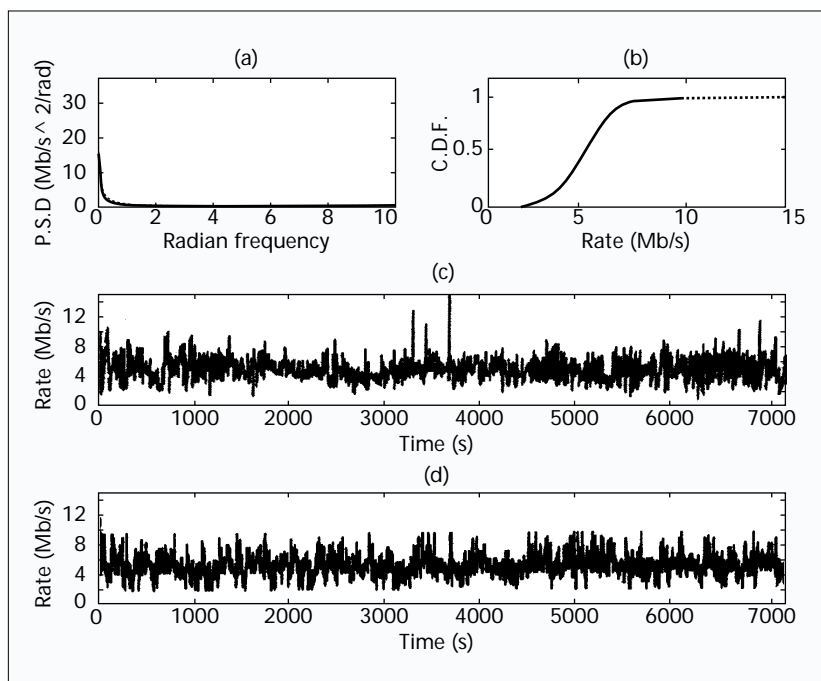 (a)
P.S.D (Mb/s^ 2/rad)
30
20
10
0
0 2 4 6 8 10
Radian frequency
(b)
C.D.F.
1
0.5
0 5 10 15
Rate (Mb/s)
(c)
Rate (Mb/s)
12
8
4
0
0 1000 2000 3000 4000 5000 6000 7000
Time (s)
(d)
Rate (Mb/s)
12
8
4
0
0 1000 2000 3000 4000 5000 6000 7000
Time (s)